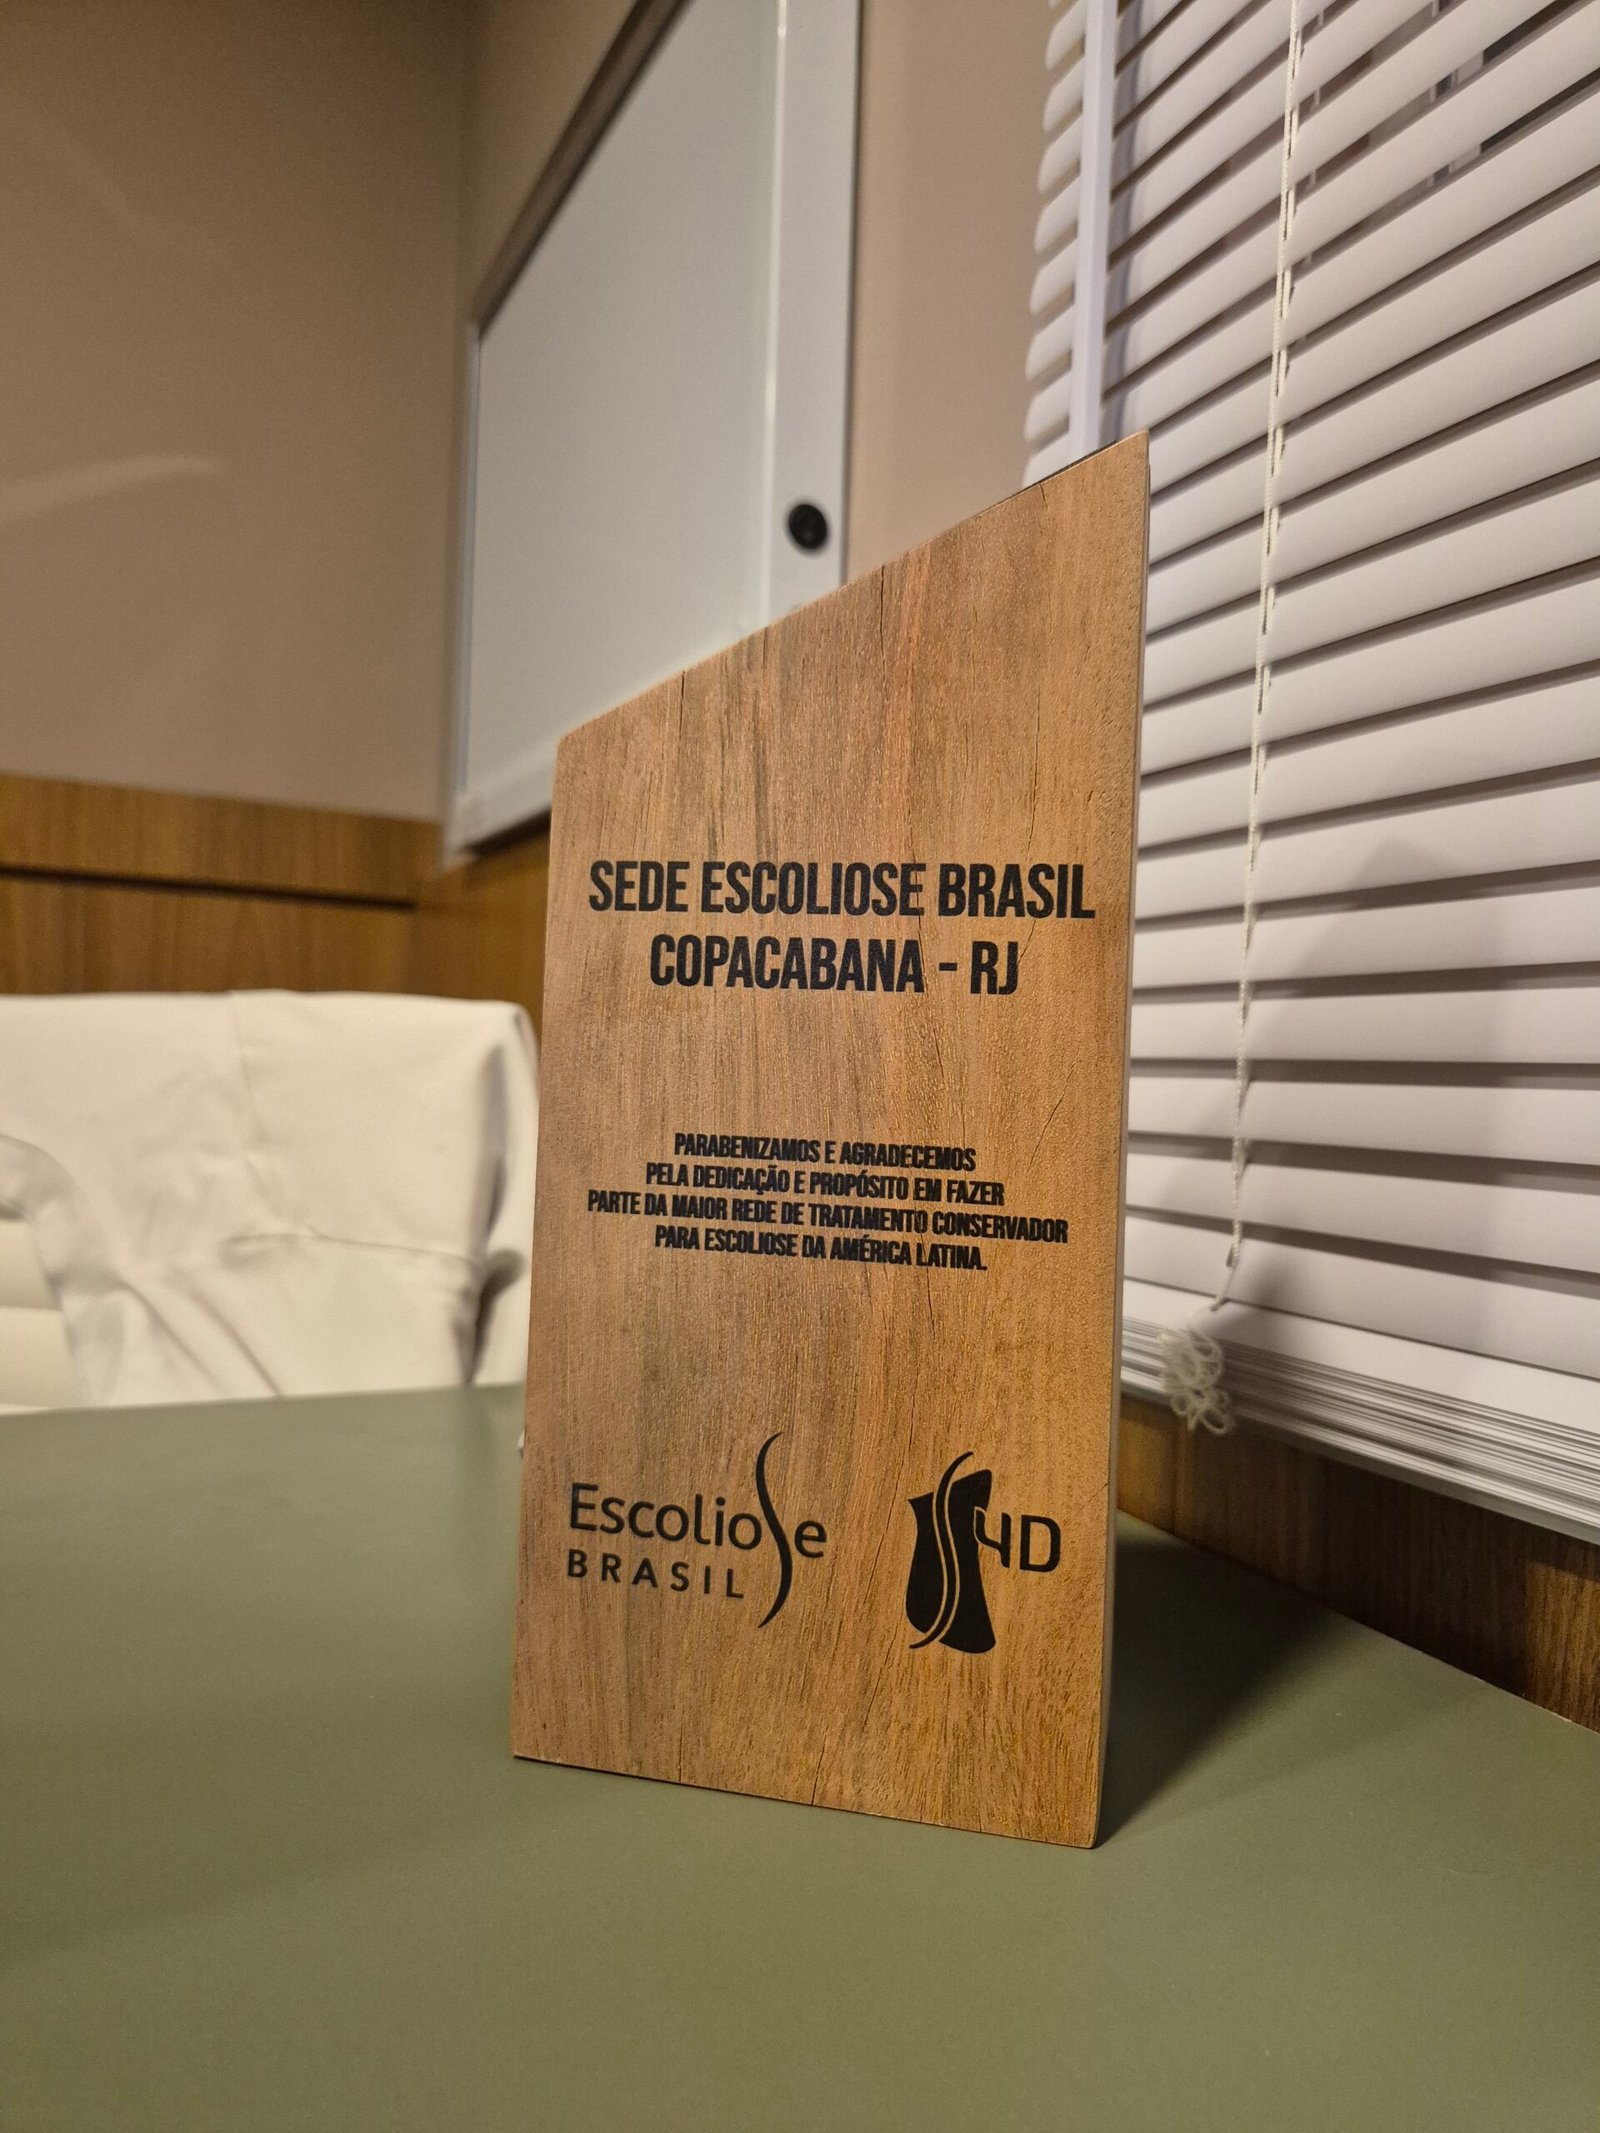 SEDE ESCOLIOSE BRASIL
COPACABANA - RJ
PARABENIZAMOS E AGRADECEMOS
PELA DEDICAÇÃO E PROPÓSITO EM FAZER
PARTE DA MAIOR REDE DE TRATAMENTO CONSERVADOR
PARA ESCOLIOSE DA AMÉRICA LATINA.
Escoliose
BRASIL
S4D